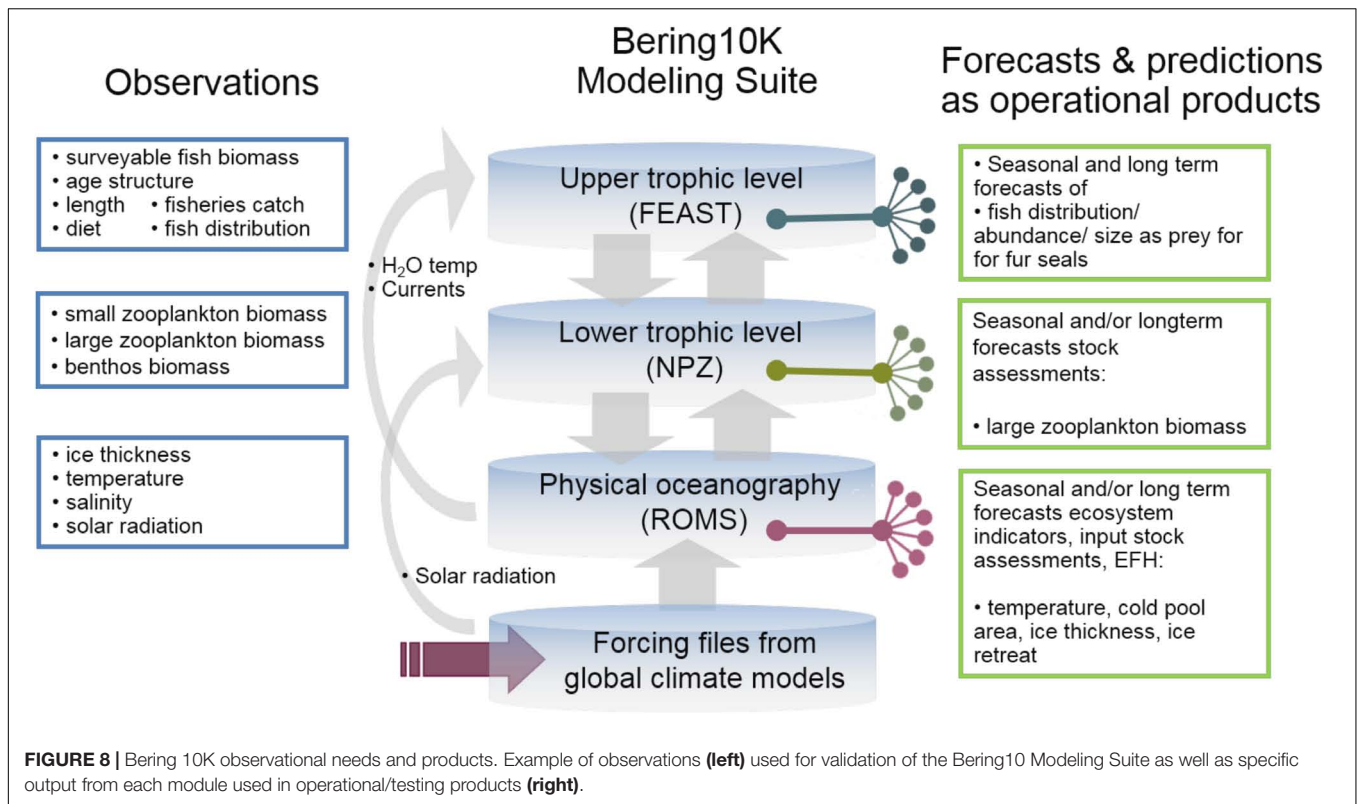 Observations
Bering10K
Modeling Suite
Forecasts & predictions
as operational products
• surveyable fish biomass
• age structure
• length • fisheries catch
• diet • fish distribution
• small zooplankton biomass
• large zooplankton biomass
• benthos biomass
• ice thickness
• temperature
• salinity
• solar radiation
Upper trophic level
(FEAST)
• H₂O temp
• Currents
Lower trophic level
(NPZ)
Physical oceanography
(ROMS)
• Solar radiation
Forcing files from
global climate models
• Seasonal and long term
forecasts of
• fish distribution/
abundance/ size as prey for
for fur seals
Seasonal and/or longterm
forecasts stock
assessments:
• large zooplankton biomass
Seasonal and/or long term
forecasts ecosystem
indicators, input stock
assessments, EFH:
• temperature, cold pool
area, ice thickness, ice
retreat
FIGURE 8 | Bering 10K observational needs and products. Example of observations (left) used for validation of the Bering10 Modeling Suite as well as specific
output from each module used in operational/testing products (right).